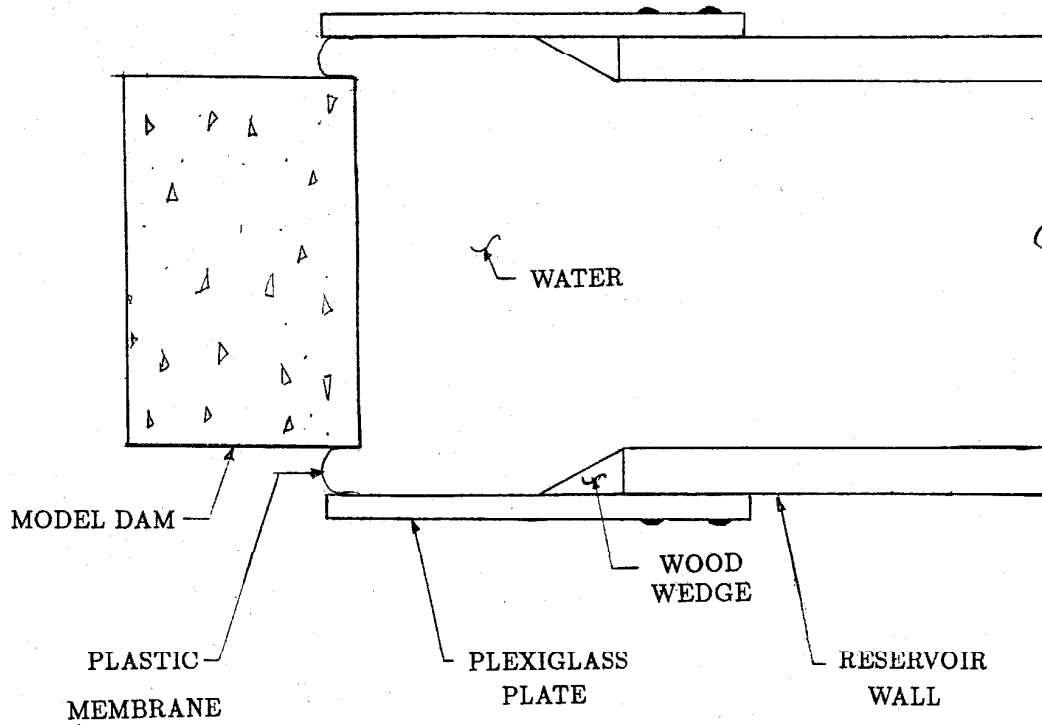 WATER
MODEL DAM
WOOD
WEDGE
PLASTIC
MEMBRANE
PLEXIGLASS
PLATE
RESERVOIR
WALL